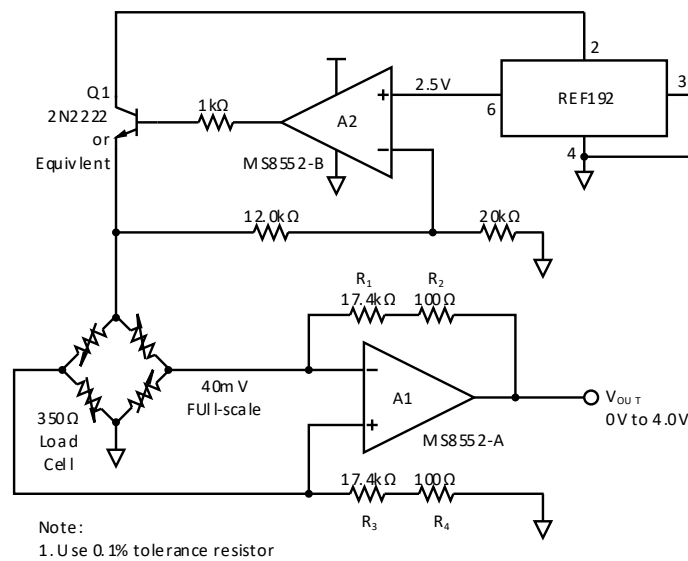 2
Q1
2N2222
or
Equivlent
1kΩ
+
A2
−
MS8552-B
2.5V
6
REF192
3
4
12.0kΩ
20kΩ
R1
17.4kΩ
R2
100Ω
40mV
FUll-scale
350Ω
Load
Cell
−
A1
+
MS8552-A
VOUT
0V to 4.0V
17.4kΩ
R3
100Ω
R4
Note:
1. Use 0.1% tolerance resistor